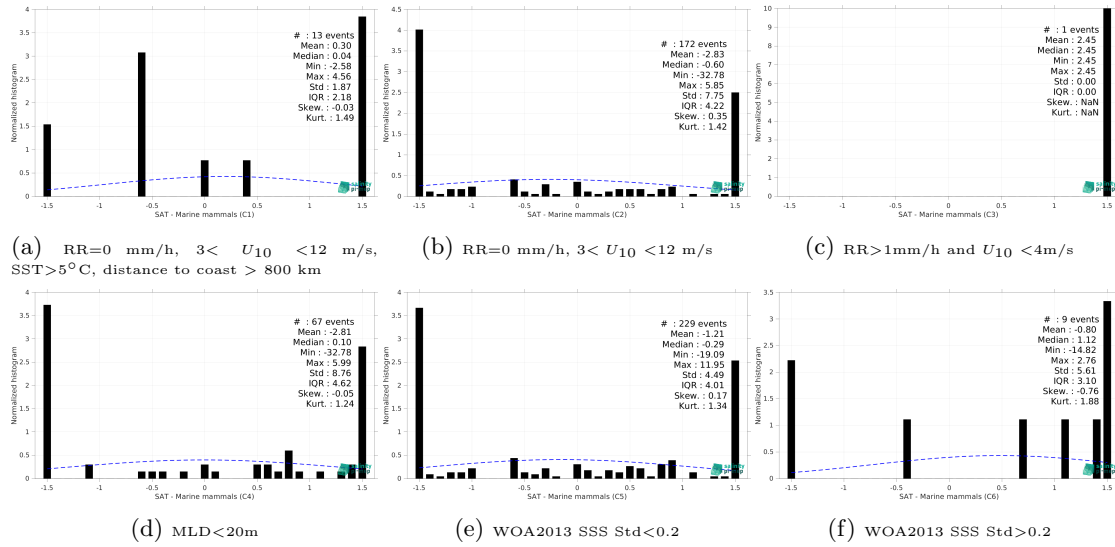 Normalized histogram
4
3.5
3
2.5
2
1.5
1
0.5
0
-1.5 -1 -0.5 0 0.5 1 1.5
SAT - Marine mammals (C1)
# : 13 events
Mean : 0.30
Median : 0.04
Min : -2.58
Max : 4.56
Std : 1.87
IQR : 2.18
Skew. : -0.03
Kurt. : 1.49
(a) RR=0 mm/h, 3< U10 <12 m/s,
SST>5°C, distance to coast > 800 km
Normalized histogram
4.5
4
3.5
3
2.5
2
1.5
1
0.5
0
-1.5 -1 -0.5 0 0.5 1 1.5
SAT - Marine mammals (C2)
# : 172 events
Mean : -2.83
Median : -0.60
Min : -32.78
Max : 5.85
Std : 7.75
IQR : 4.22
Skew. : 0.35
Kurt. : 1.42
(b) RR=0 mm/h, 3< U10 <12 m/s
Normalized histogram
10
9
8
7
6
5
4
3
2
1
0
-1.5 -1 -0.5 0 0.5 1 1.5
SAT - Marine mammals (C3)
# : 1 events
Mean : 2.45
Median : 2.45
Min : 2.45
Max : 2.45
Std : 0.00
IQR : 0.00
Skew. : NaN
Kurt. : NaN
(c) RR>1mm/h and U10 <4m/s
Normalized histogram
4
3.5
3
2.5
2
1.5
1
0.5
0
-1.5 -1 -0.5 0 0.5 1 1.5
SAT - Marine mammals (C4)
# : 67 events
Mean : -2.81
Median : 0.10
Min : -32.78
Max : 5.99
Std : 8.76
IQR : 4.62
Skew. : -0.05
Kurt. : 1.24
(d) MLD<20m
Normalized histogram
4
3.5
3
2.5
2
1.5
1
0.5
0
-1.5 -1 -0.5 0 0.5 1 1.5
SAT - Marine mammals (C5)
# : 229 events
Mean : -1.21
Median : -0.29
Min : -19.09
Max : 11.95
Std : 4.49
IQR : 4.01
Skew. : 0.17
Kurt. : 1.34
(e) WOA2013 SSS Std<0.2
Normalized histogram
3.5
3
2.5
2
1.5
1
0.5
0
-1.5 -1 -0.5 0 0.5 1 1.5
SAT - Marine mammals (C6)
# : 9 events
Mean : -0.80
Median : 1.12
Min : -14.82
Max : 2.76
Std : 5.61
IQR : 3.10
Skew. : -0.76
Kurt. : 1.88
(f) WOA2013 SSS Std>0.2